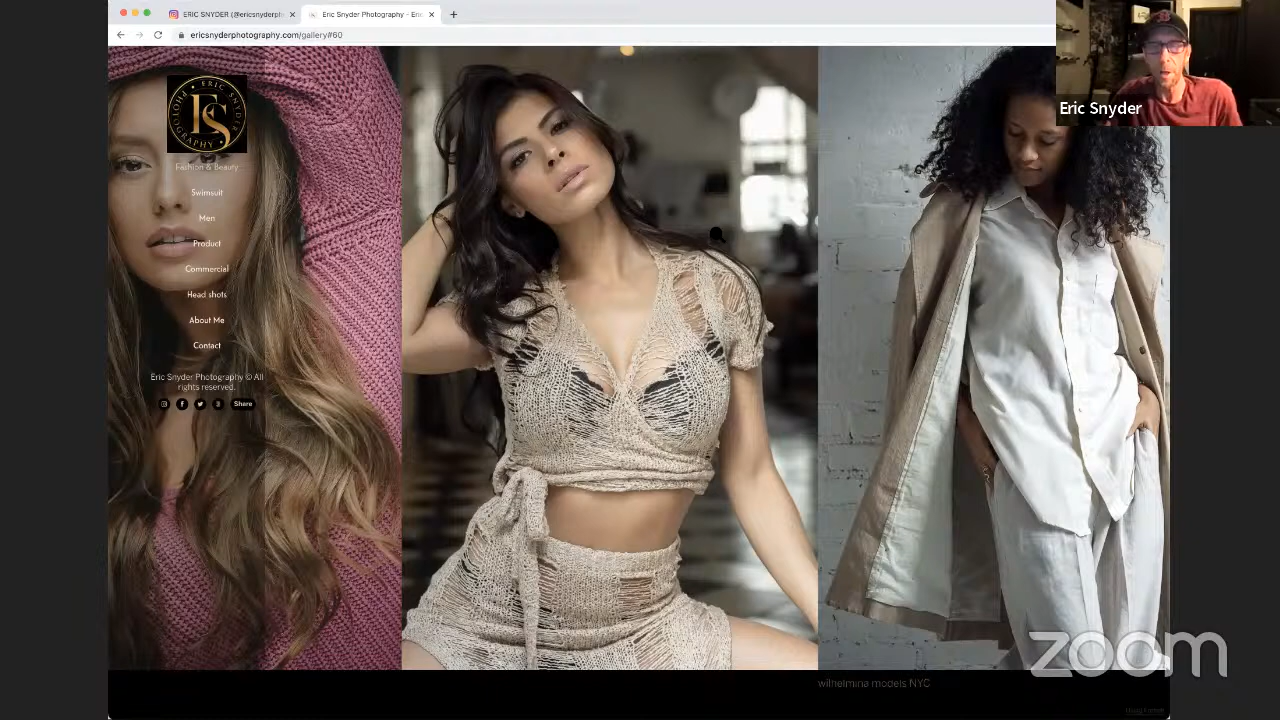 ERIC SNYDER (@ericsnyderph
Eric Snyder Photography - Eric
ericsnyderphotography.com/gallery#60
Eric Snyder
ERIC SNYDER
PHOTOGRAPHY
ES
Fashion & Beauty
Swimsuit
Men
Product
Commercial
Head shots
About Me
Contact
Eric Snyder Photography © All
rights reserved.
Share
zoom
wilhelmina models NYC